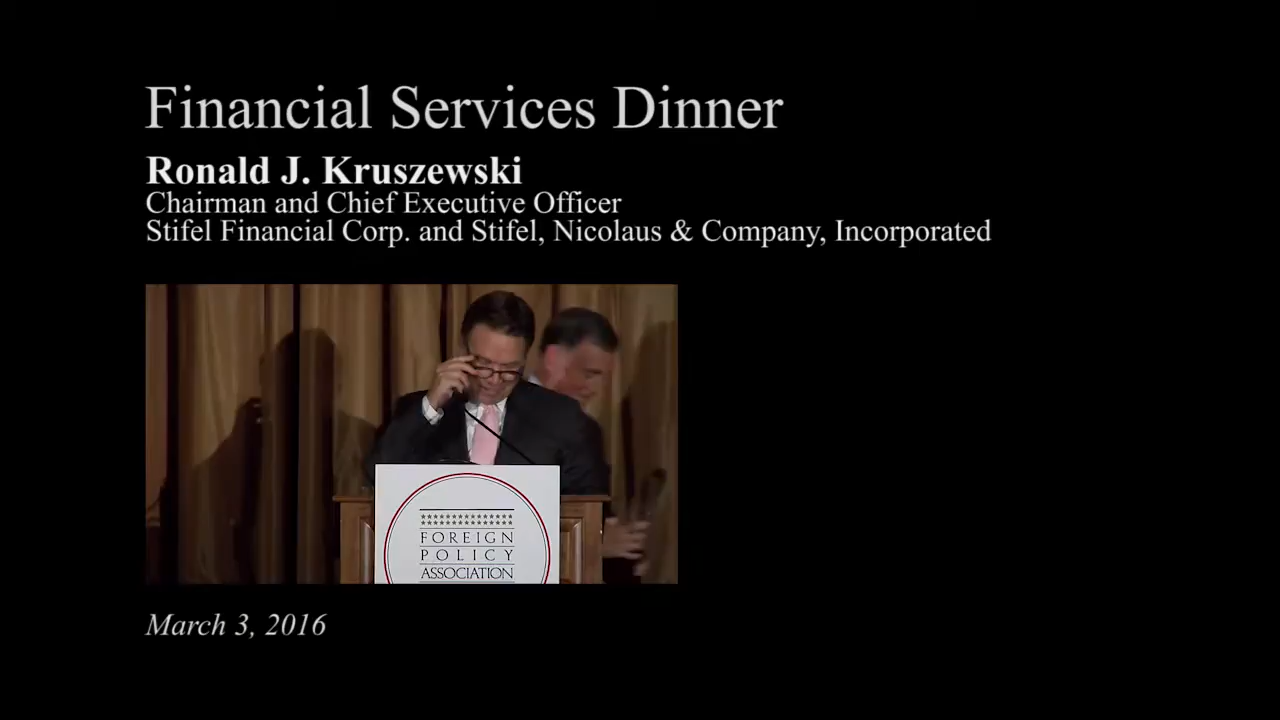 Financial Services Dinner
Ronald J. Kruszewski
Chairman and Chief Executive Officer
Stifel Financial Corp. and Stifel, Nicolaus & Company, Incorporated
FOREIGN
POLICY
ASSOCIATION
March 3, 2016